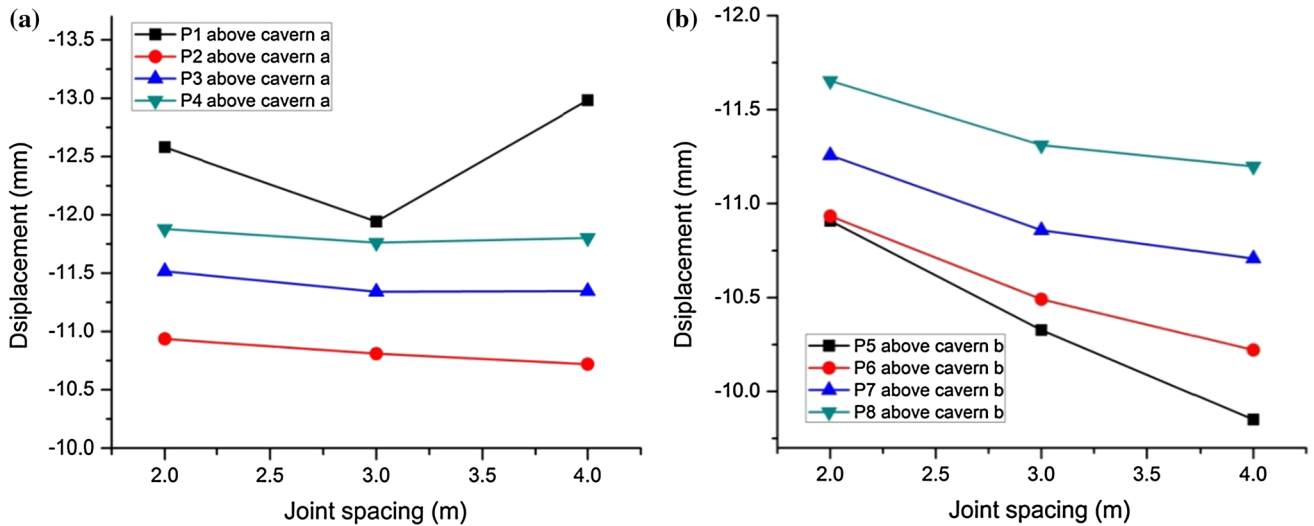 (a)
-13.5
-13.0
-12.5
-12.0
-11.5
-11.0
-10.5
-10.0
Dsiplacement (mm)
P1 above cavern a
P2 above cavern a
P3 above cavern a
P4 above cavern a
2.0 2.5 3.0 3.5 4.0
Joint spacing (m)
(b)
-12.0
-11.5
-11.0
-10.5
-10.0
Dsiplacement (mm)
P5 above cavern b
P6 above cavern b
P7 above cavern b
P8 above cavern b
2.0 2.5 3.0 3.5 4.0
Joint spacing (m)